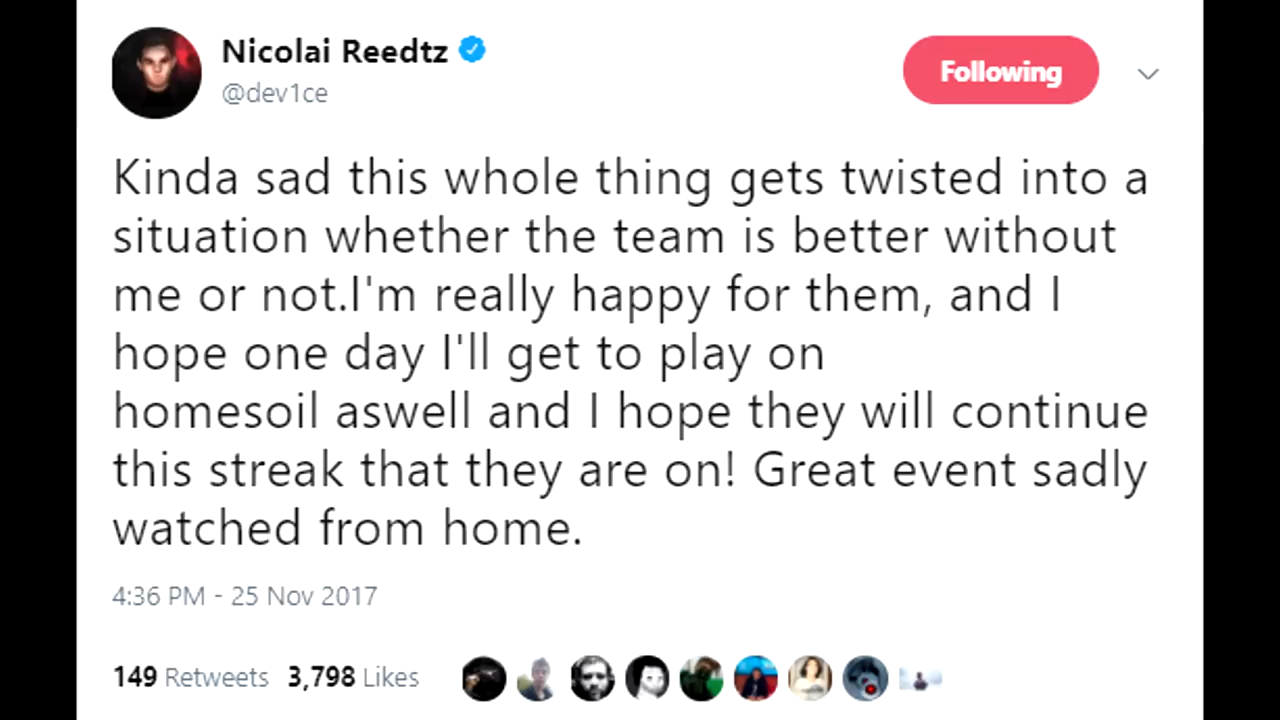 Nicolai Reedtz
@dev1ce
Following
Kinda sad this whole thing gets twisted into a
situation whether the team is better without
me or not.I'm really happy for them, and I
hope one day I'll get to play on
homesoil aswell and I hope they will continue
this streak that they are on! Great event sadly
watched from home.
4:36 PM - 25 Nov 2017
149 Retweets 3,798 Likes